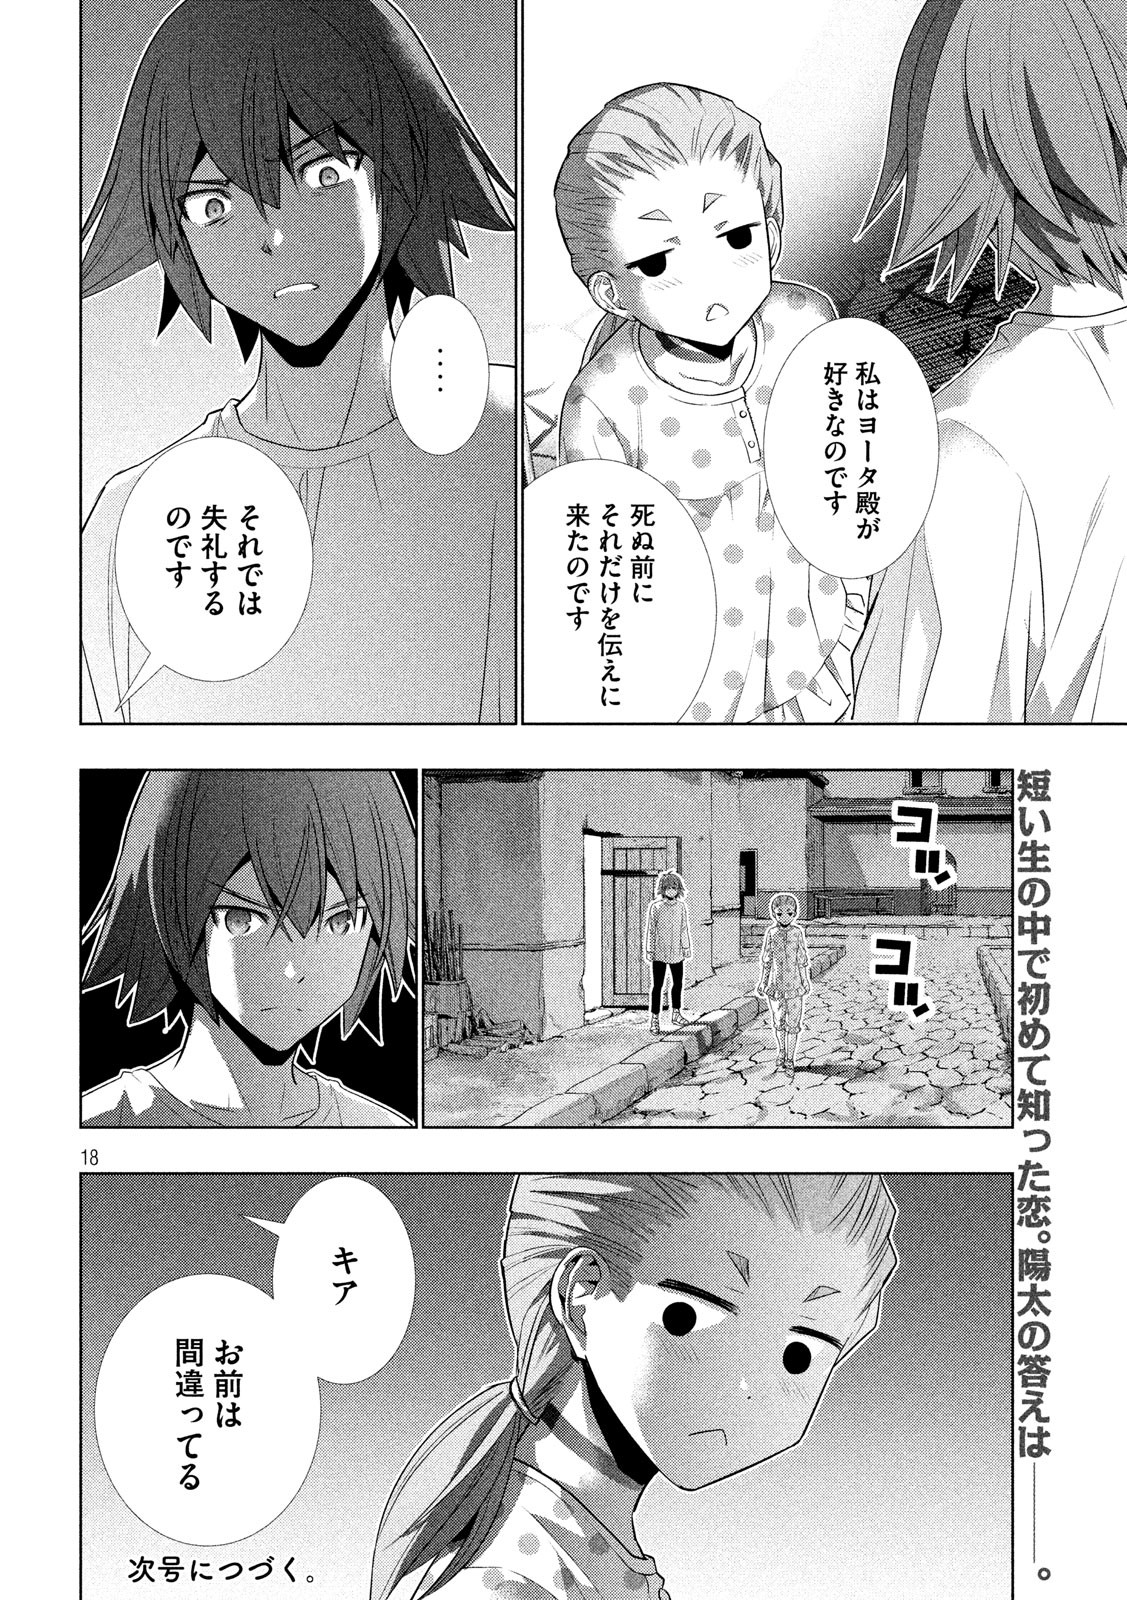 私はヨータ殿が
好きなのです
死ぬ前に
それだけを伝えに
来たのです
‥‥
それでは
失礼する
のです
コッ
コッ
キア
お前は
間違ってる
次号につづく。
短い生の中で初めて知った恋。陽太の答えは――。
18